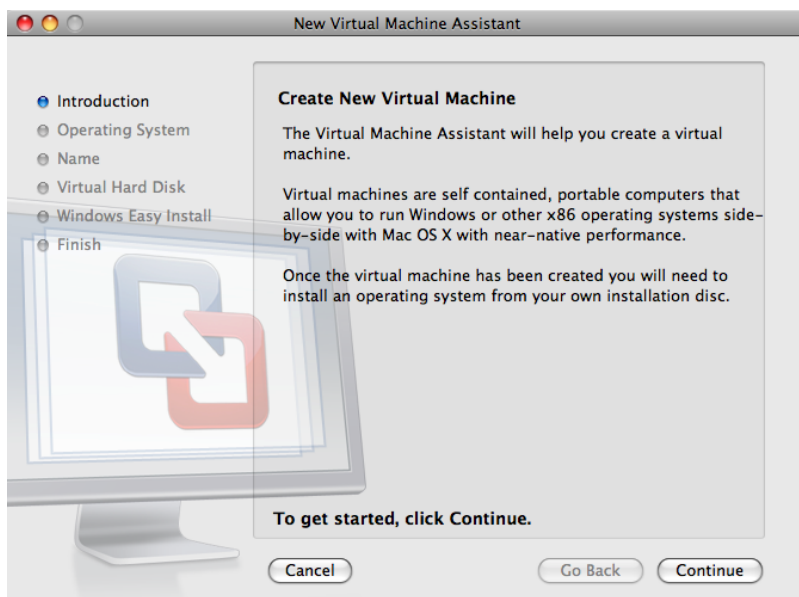 New Virtual Machine Assistant
Introduction
Operating System
Name
Virtual Hard Disk
Windows Easy Install
Finish
Create New Virtual Machine
The Virtual Machine Assistant will help you create a virtual
machine.
Virtual machines are self contained, portable computers that
allow you to run Windows or other x86 operating systems side-
by-side with Mac OS X with near-native performance.
Once the virtual machine has been created you will need to
install an operating system from your own installation disc.
To get started, click Continue.
Cancel
Go Back
Continue